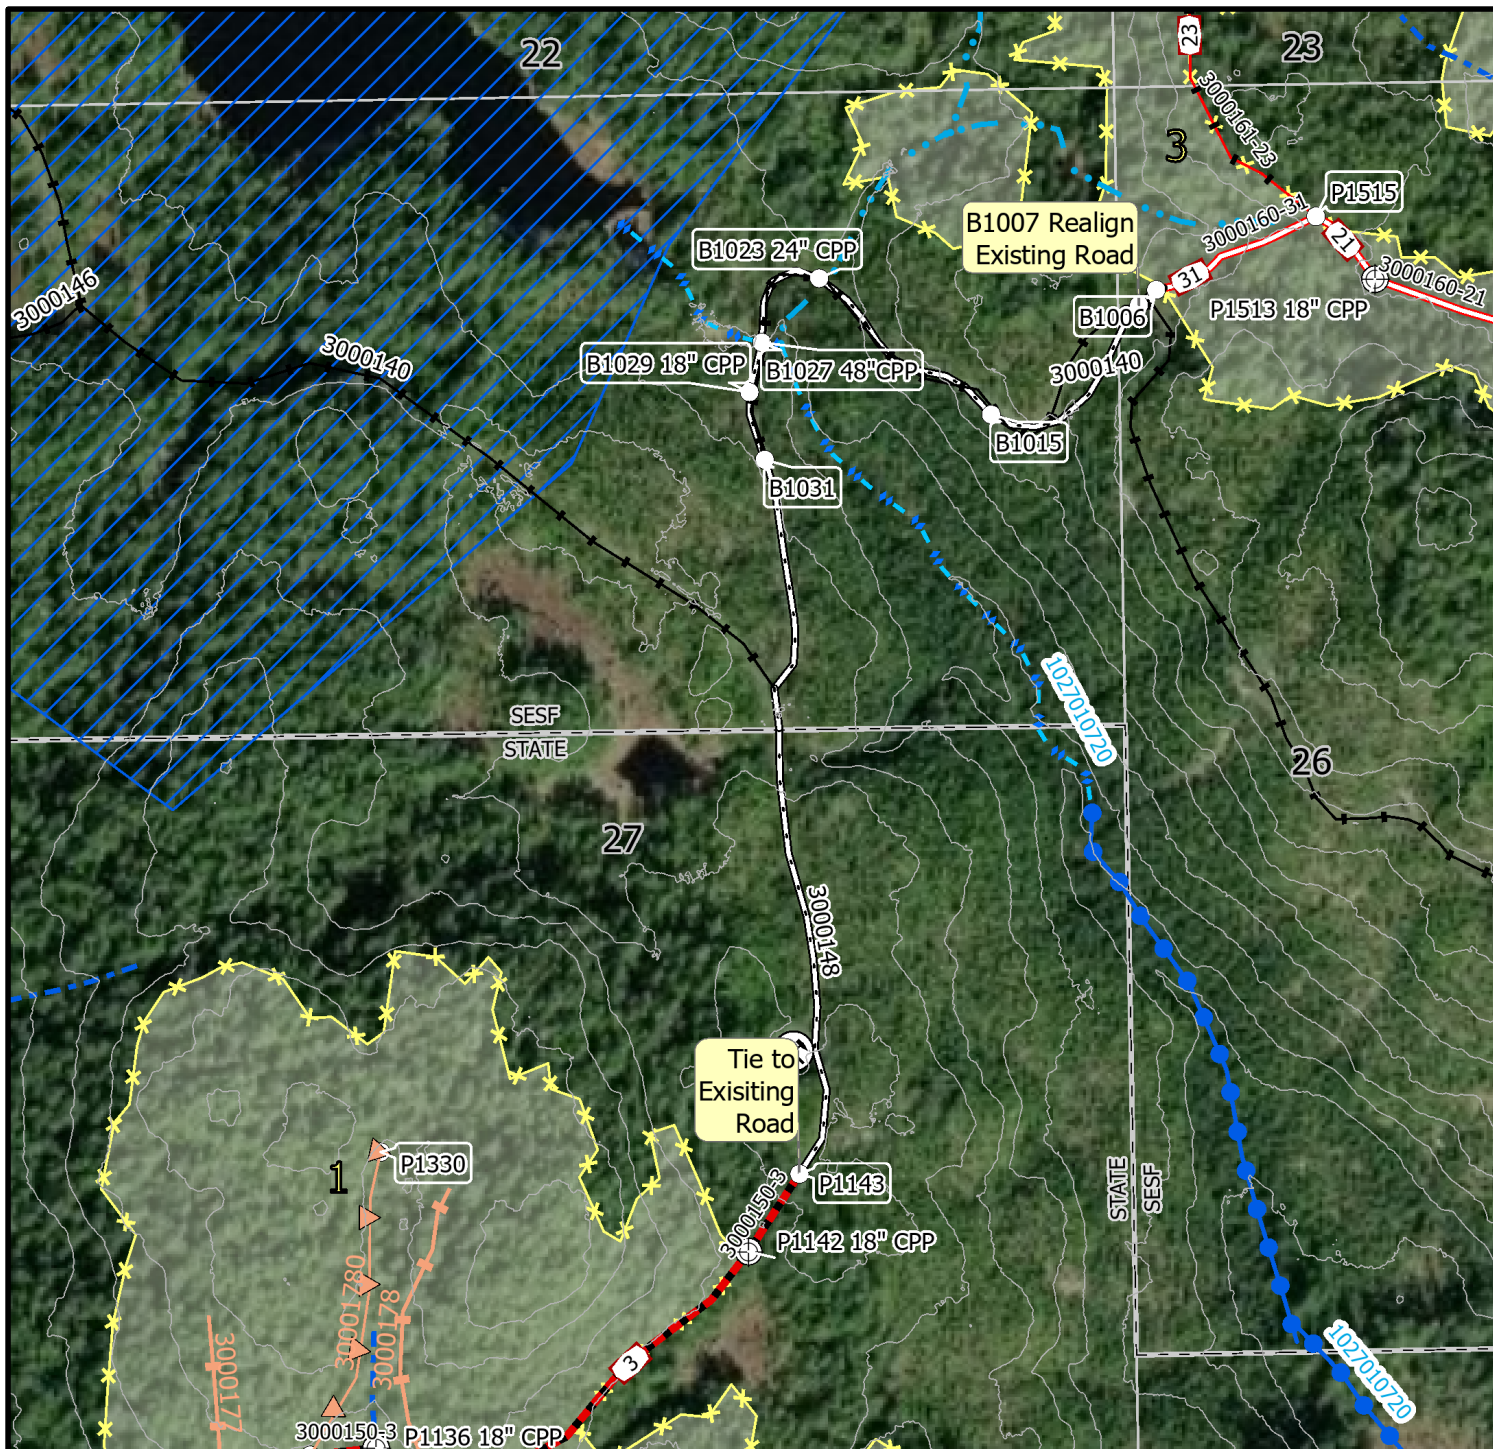 22
23
23
3000161-23
3
P1515
B1007 Realign
Existing Road
3000160-31
21
3000160-21
B1023 24" CPP
31
P1513 18" CPP
3000146
B1006
3000140
B1029 18" CPP
B1027 48"CPP
3000140
B1015
B1031
1027010720
SESF
STATE
26
27
3000148
Tie to
Exisiting
Road
1
P1330
P1143
STATE
SESF
3000150-3
P1142 18" CPP
3000177
30001780
3000178
3
1027010720
3000150-3
P1136 18" CPP